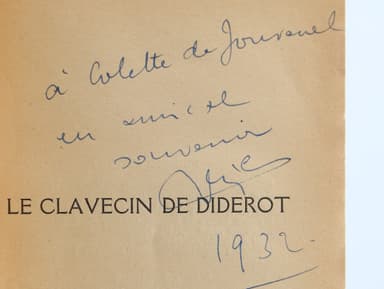 à Colette de Jouvenel
en amical
souvenir
LE CLAVECIN DE DIDEROT
1932.